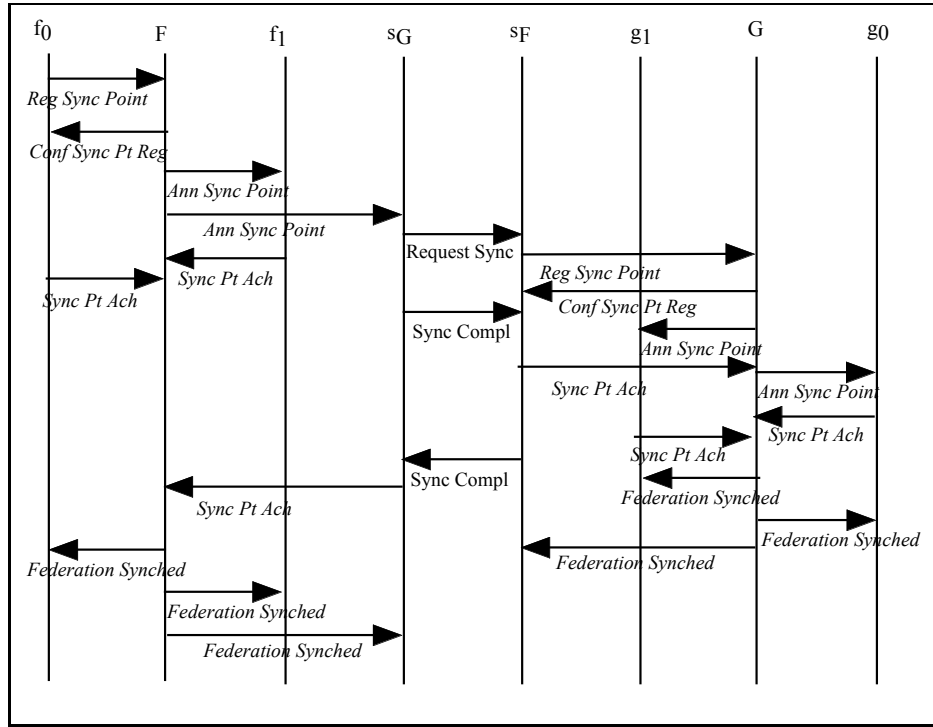 f0 F f1 sG sF g1 G g0
Reg Sync Point
Conf Sync Pt Reg
Ann Sync Point
Ann Sync Point
Request Sync
Sync Pt Ach
Reg Sync Point
Sync Pt Ach
Conf Sync Pt Reg
Sync Compl
Ann Sync Point
Sync Pt Ach
Ann Sync Point
Sync Pt Ach
Sync Pt Ach
Sync Compl
Federation Synched
Sync Pt Ach
Federation Synched
Federation Synched
Federation Synched
Federation Synched
Federation Synched